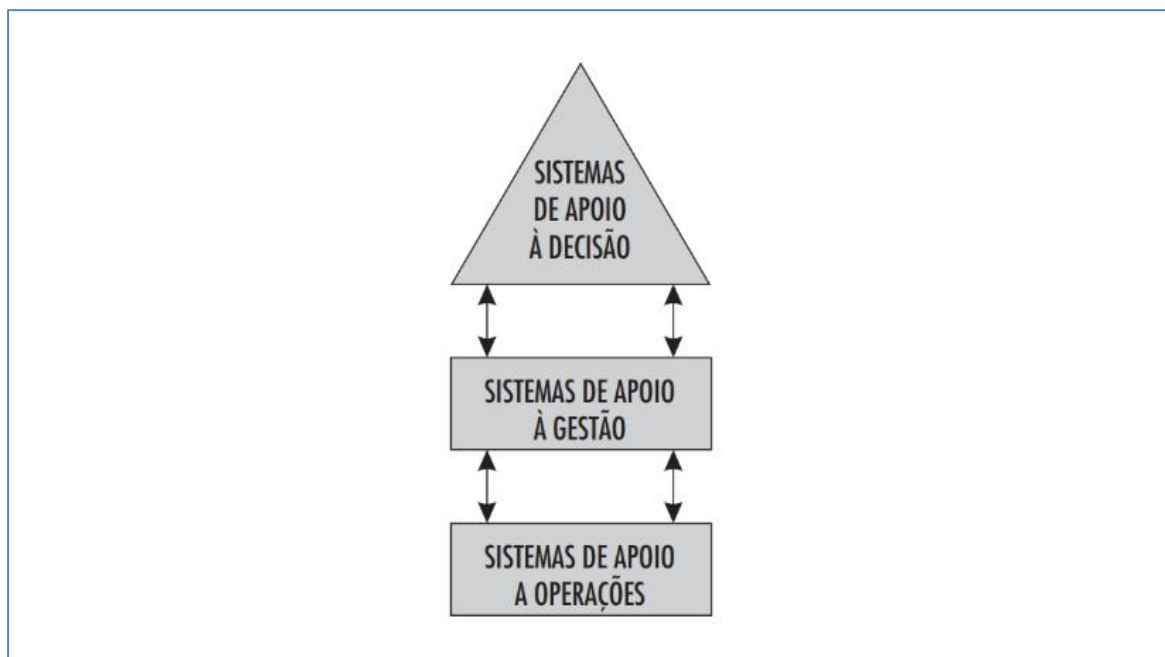 SISTEMAS
DE APOIO
À DECISÃO
SISTEMAS DE APOIO
À GESTÃO
SISTEMAS DE APOIO
A OPERAÇÕES